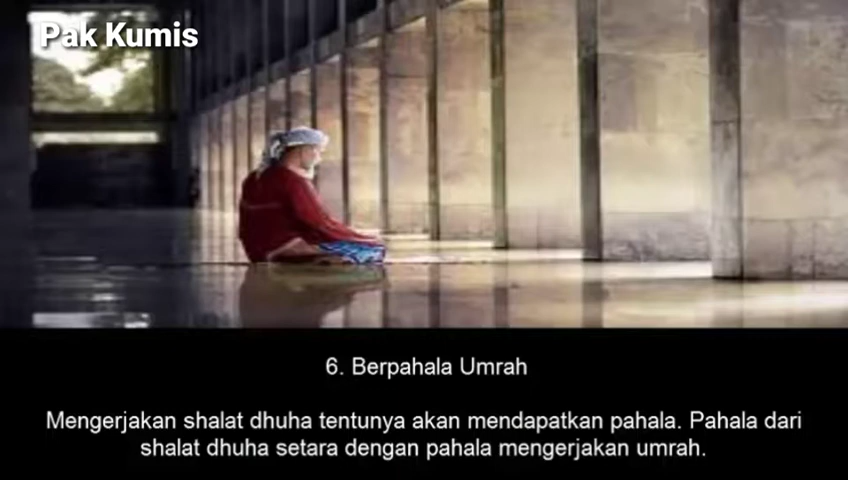 Pak Kumis
6. Berpahala Umrah
Mengerjakan shalat dhuha tentunya akan mendapatkan pahala. Pahala dari
shalat dhuha setara dengan pahala mengerjakan umrah.